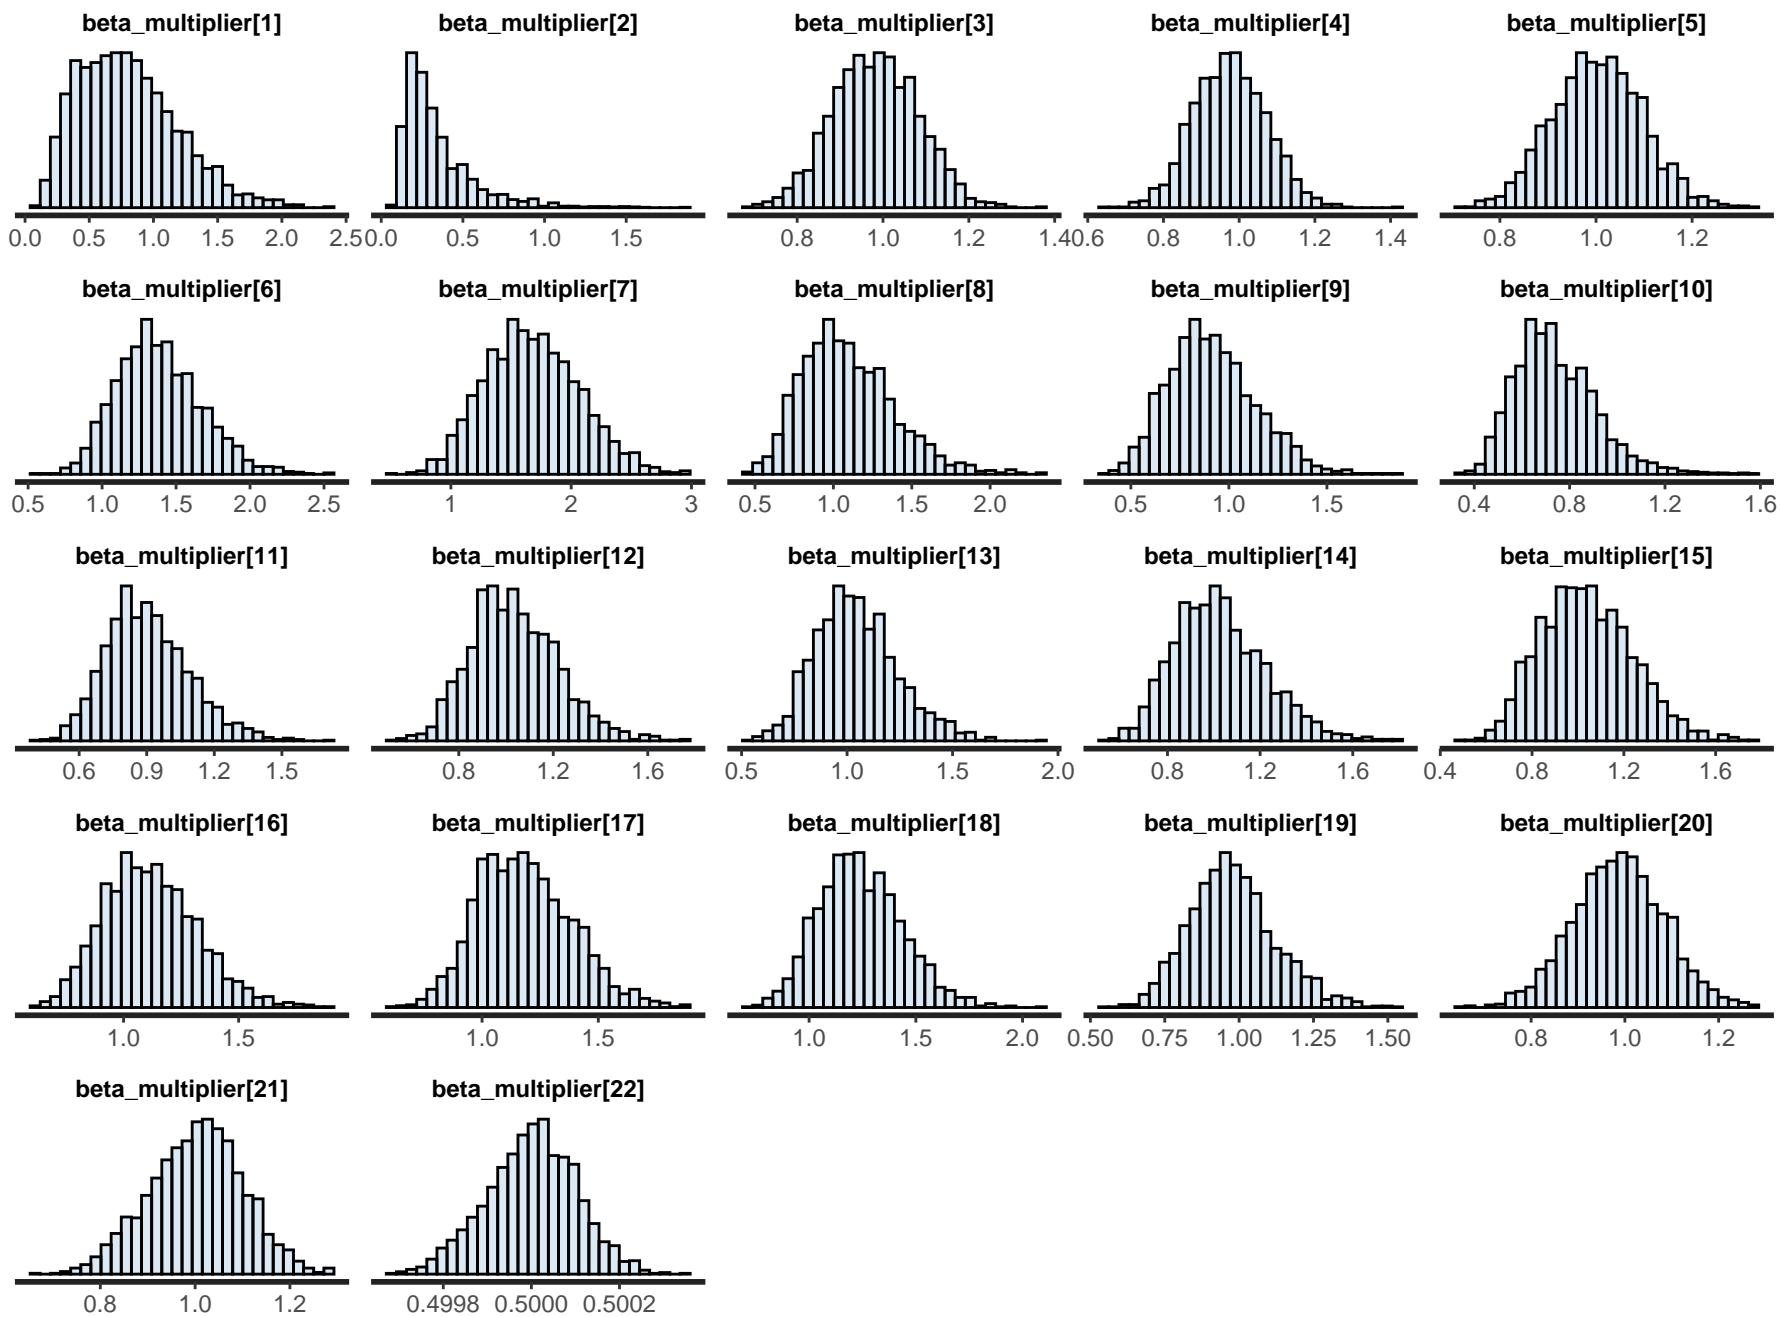 beta_multiplier[1] beta_multiplier[2] beta_multiplier[3] beta_multiplier[4] beta_multiplier[5]
0.0 0.5 1.0 1.5 2.0 2.5 0.0 0.5 1.0 1.5 0.8 1.0 1.2 1.4 0.6 0.8 1.0 1.2 1.4 0.8 1.0 1.2
beta_multiplier[6] beta_multiplier[7] beta_multiplier[8] beta_multiplier[9] beta_multiplier[10]
0.5 1.0 1.5 2.0 2.5 1 2 3 0.5 1.0 1.5 2.0 0.5 1.0 1.5 0.4 0.8 1.2 1.6
beta_multiplier[11] beta_multiplier[12] beta_multiplier[13] beta_multiplier[14] beta_multiplier[15]
0.6 0.9 1.2 1.5 0.8 1.2 1.6 0.5 1.0 1.5 2.0 0.8 1.2 1.6 0.4 0.8 1.2 1.6
beta_multiplier[16] beta_multiplier[17] beta_multiplier[18] beta_multiplier[19] beta_multiplier[20]
1.0 1.5 1.0 1.5 1.0 1.5 2.0 0.50 0.75 1.00 1.25 1.50 0.8 1.0 1.2
beta_multiplier[21] beta_multiplier[22]
0.8 1.0 1.2 0.4998 0.5000 0.5002